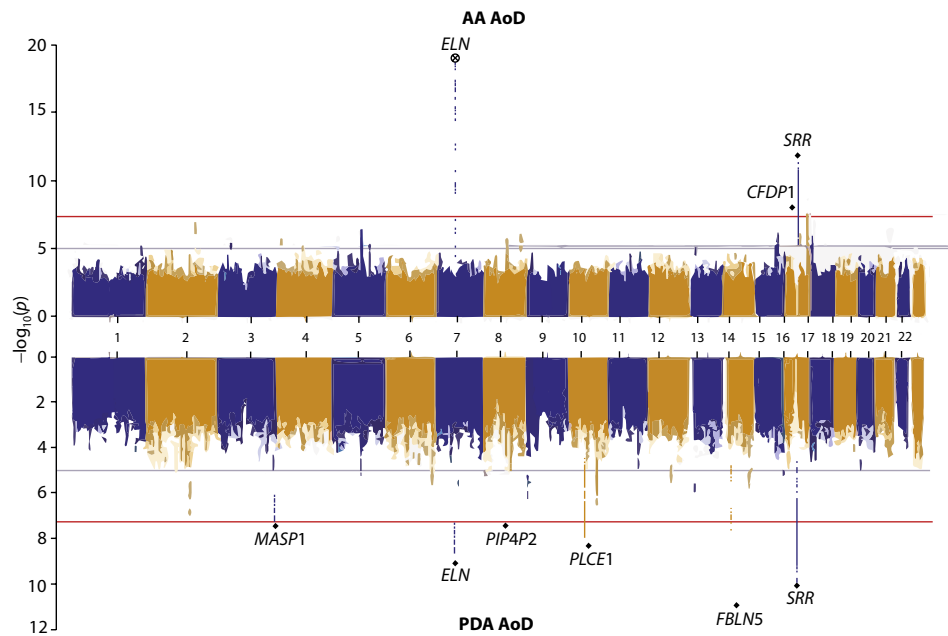 AA AoD
20
ELN
15
SRR
10
CFDP1
5
−log10(p)
0
1 2 3 4 5 6 7 8 9 10 11 12 13 14 15 16 17 18 19 20 21 22
0
2
4
6
MASP1
PIP4P2
8
PLCE1
ELN
10
SRR
FBLN5
12
PDA AoD